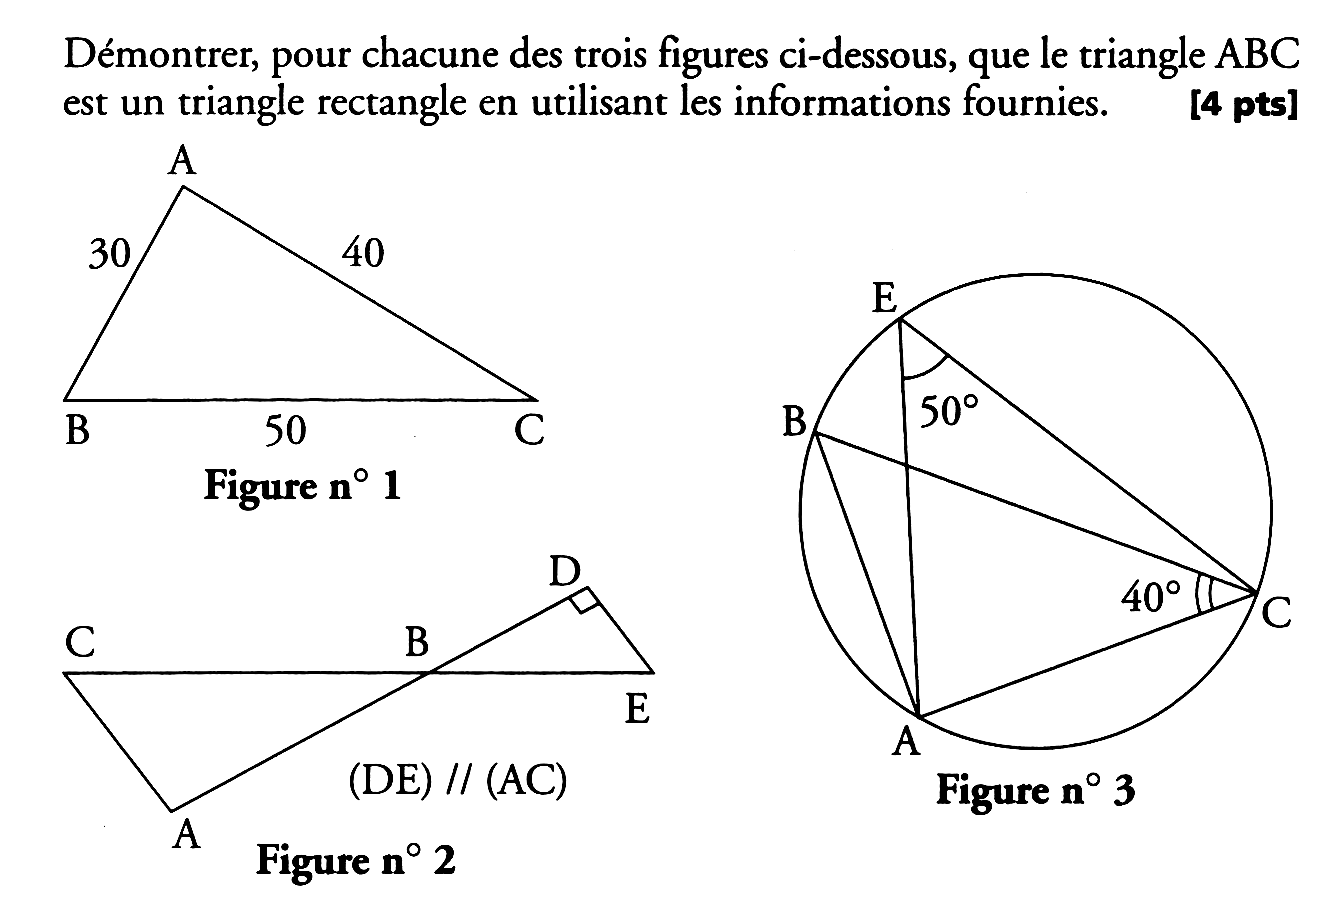 Démontrer, pour chacune des trois figures ci-dessous, que le triangle ABC
est un triangle rectangle en utilisant les informations fournies. [4 pts]
A
30
40
B
50
C
Figure n° 1
E
B
50°
40°
C
A
Figure n° 3
D
C
B
E
(DE) // (AC)
A
Figure n° 2